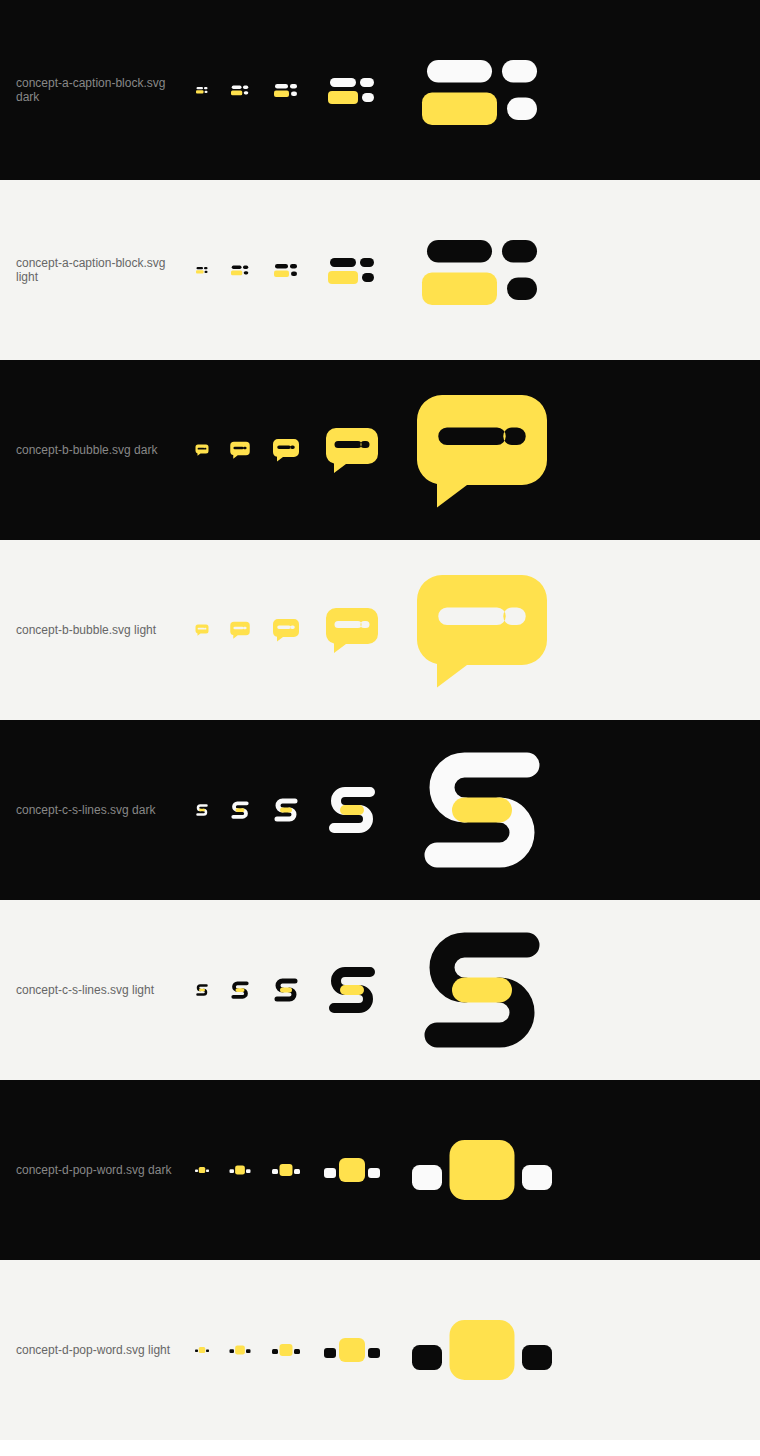 concept-a-caption-block.svg
dark
concept-a-caption-block.svg
light
concept-b-bubble.svg dark
concept-b-bubble.svg light
concept-c-s-lines.svg dark
concept-c-s-lines.svg light
concept-d-pop-word.svg dark
concept-d-pop-word.svg light